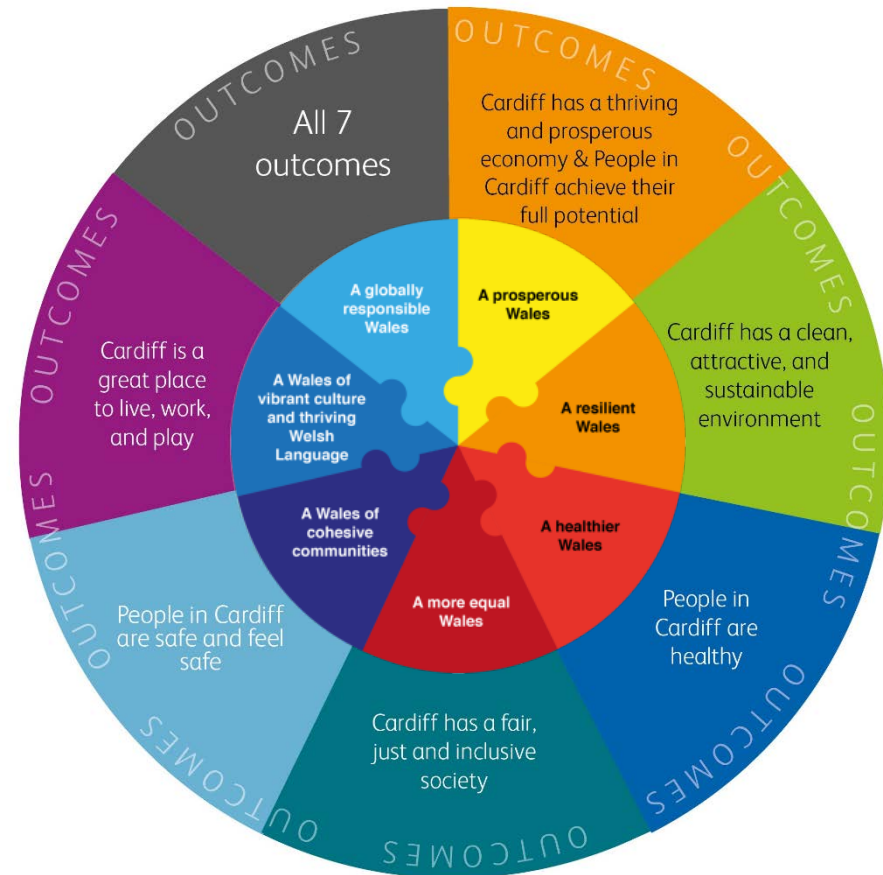 OUTCOMES
All 7
outcomes
OUTCOMES
Cardiff has a thriving
and prosperous
economy & People in
Cardiff achieve their
full potential
OUTCOMES
Cardiff has a clean,
attractive, and
sustainable
environment
OUTCOMES
People in
Cardiff are
healthy
OUTCOMES
Cardiff has a fair,
just and inclusive
society
OUTCOMES
OUTCOMES
People in Cardiff
are safe and feel
safe
OUTCOMES
Cardiff is a
great place
to live, work,
and play
OUTCOMES
A globally
responsible
Wales
A prosperous
Wales
A resilient
Wales
A healthier
Wales
A more equal
Wales
A Wales of
cohesive
communities
A Wales of
vibrant culture
and thriving
Welsh
Language